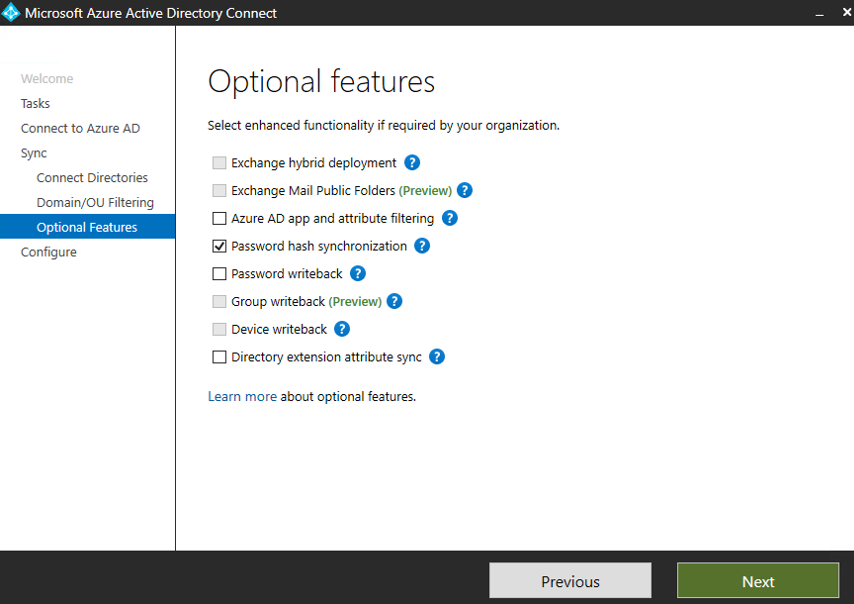 Microsoft Azure Active Directory Connect
Welcome
Tasks
Connect to Azure AD
Sync
Connect Directories
Domain/OU Filtering
Optional Features
Configure
Optional features
Select enhanced functionality if required by your organization.
Exchange hybrid deployment ?
Exchange Mail Public Folders (Preview) ?
Azure AD app and attribute filtering ?
Password hash synchronization ?
Password writeback ?
Group writeback (Preview) ?
Device writeback ?
Directory extension attribute sync ?
Learn more about optional features.
Previous
Next